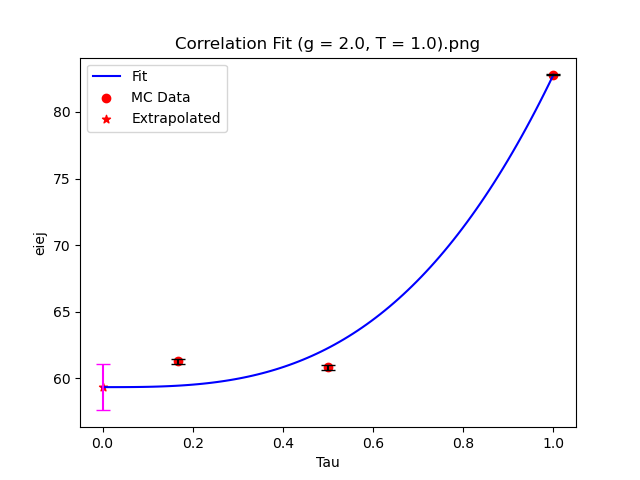 Correlation Fit (g = 2.0, T = 1.0).png
Fit
MC Data
Extrapolated
80
75
70
65
60
eiej
0.0 0.2 0.4 0.6 0.8 1.0
Tau